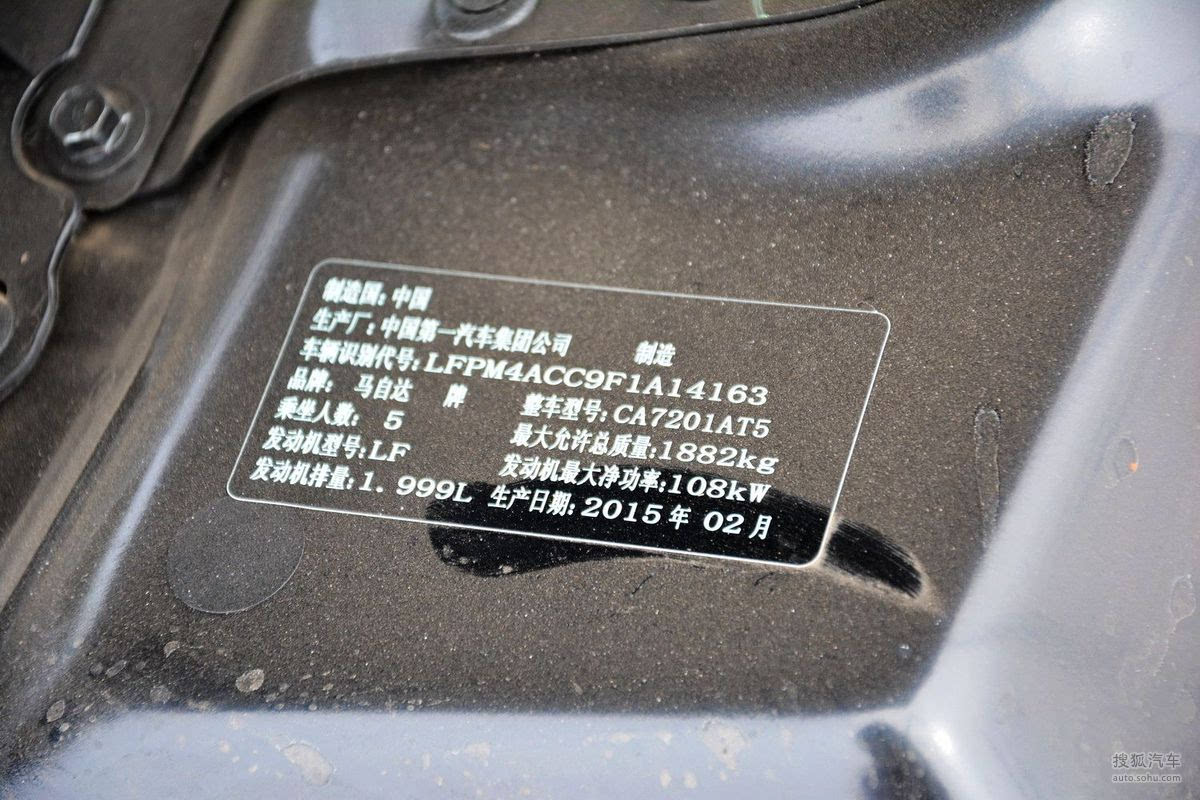 制造国:中国
生产厂:中国第一汽车集团公司 制造
车辆识别代号:LFPM4ACC9F1A14163
品牌: 马自达 牌 整车型号:CA7201AT5
乘坐人数: 5 最大允许总质量:1882kg
发动机型号:LF 发动机最大净功率:108kW
发动机排量:1.999L 生产日期:2015年 02月
搜狐汽车
auto.sohu.com